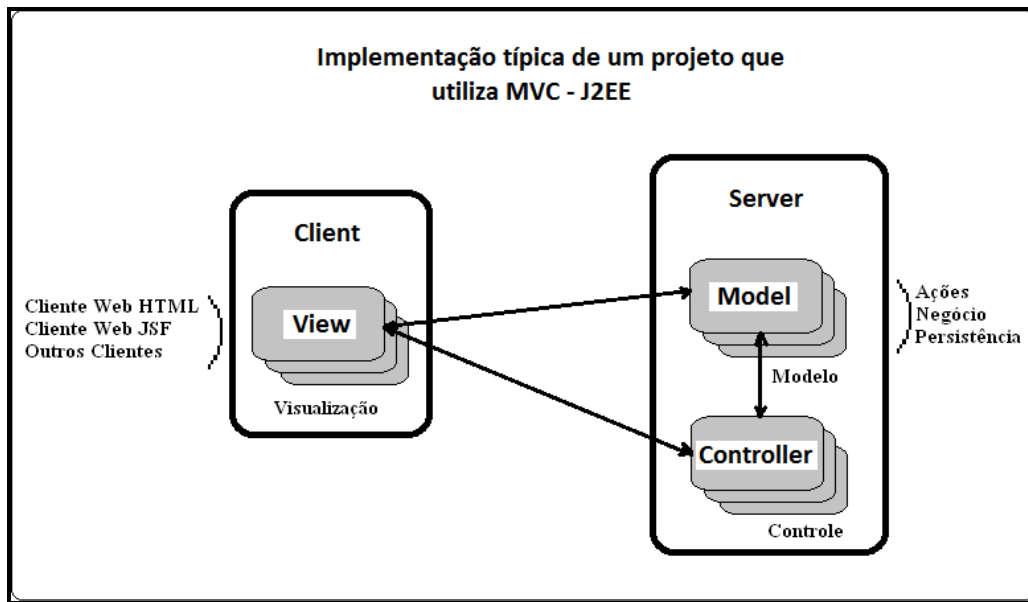 Implementação típica de um projeto que
utiliza MVC - J2EE
Client
Server
Cliente Web HTML
Cliente Web JSF
Outros Clientes
View
Visualização
Model
Modelo
Ações
Negócio
Persistência
Controller
Controle